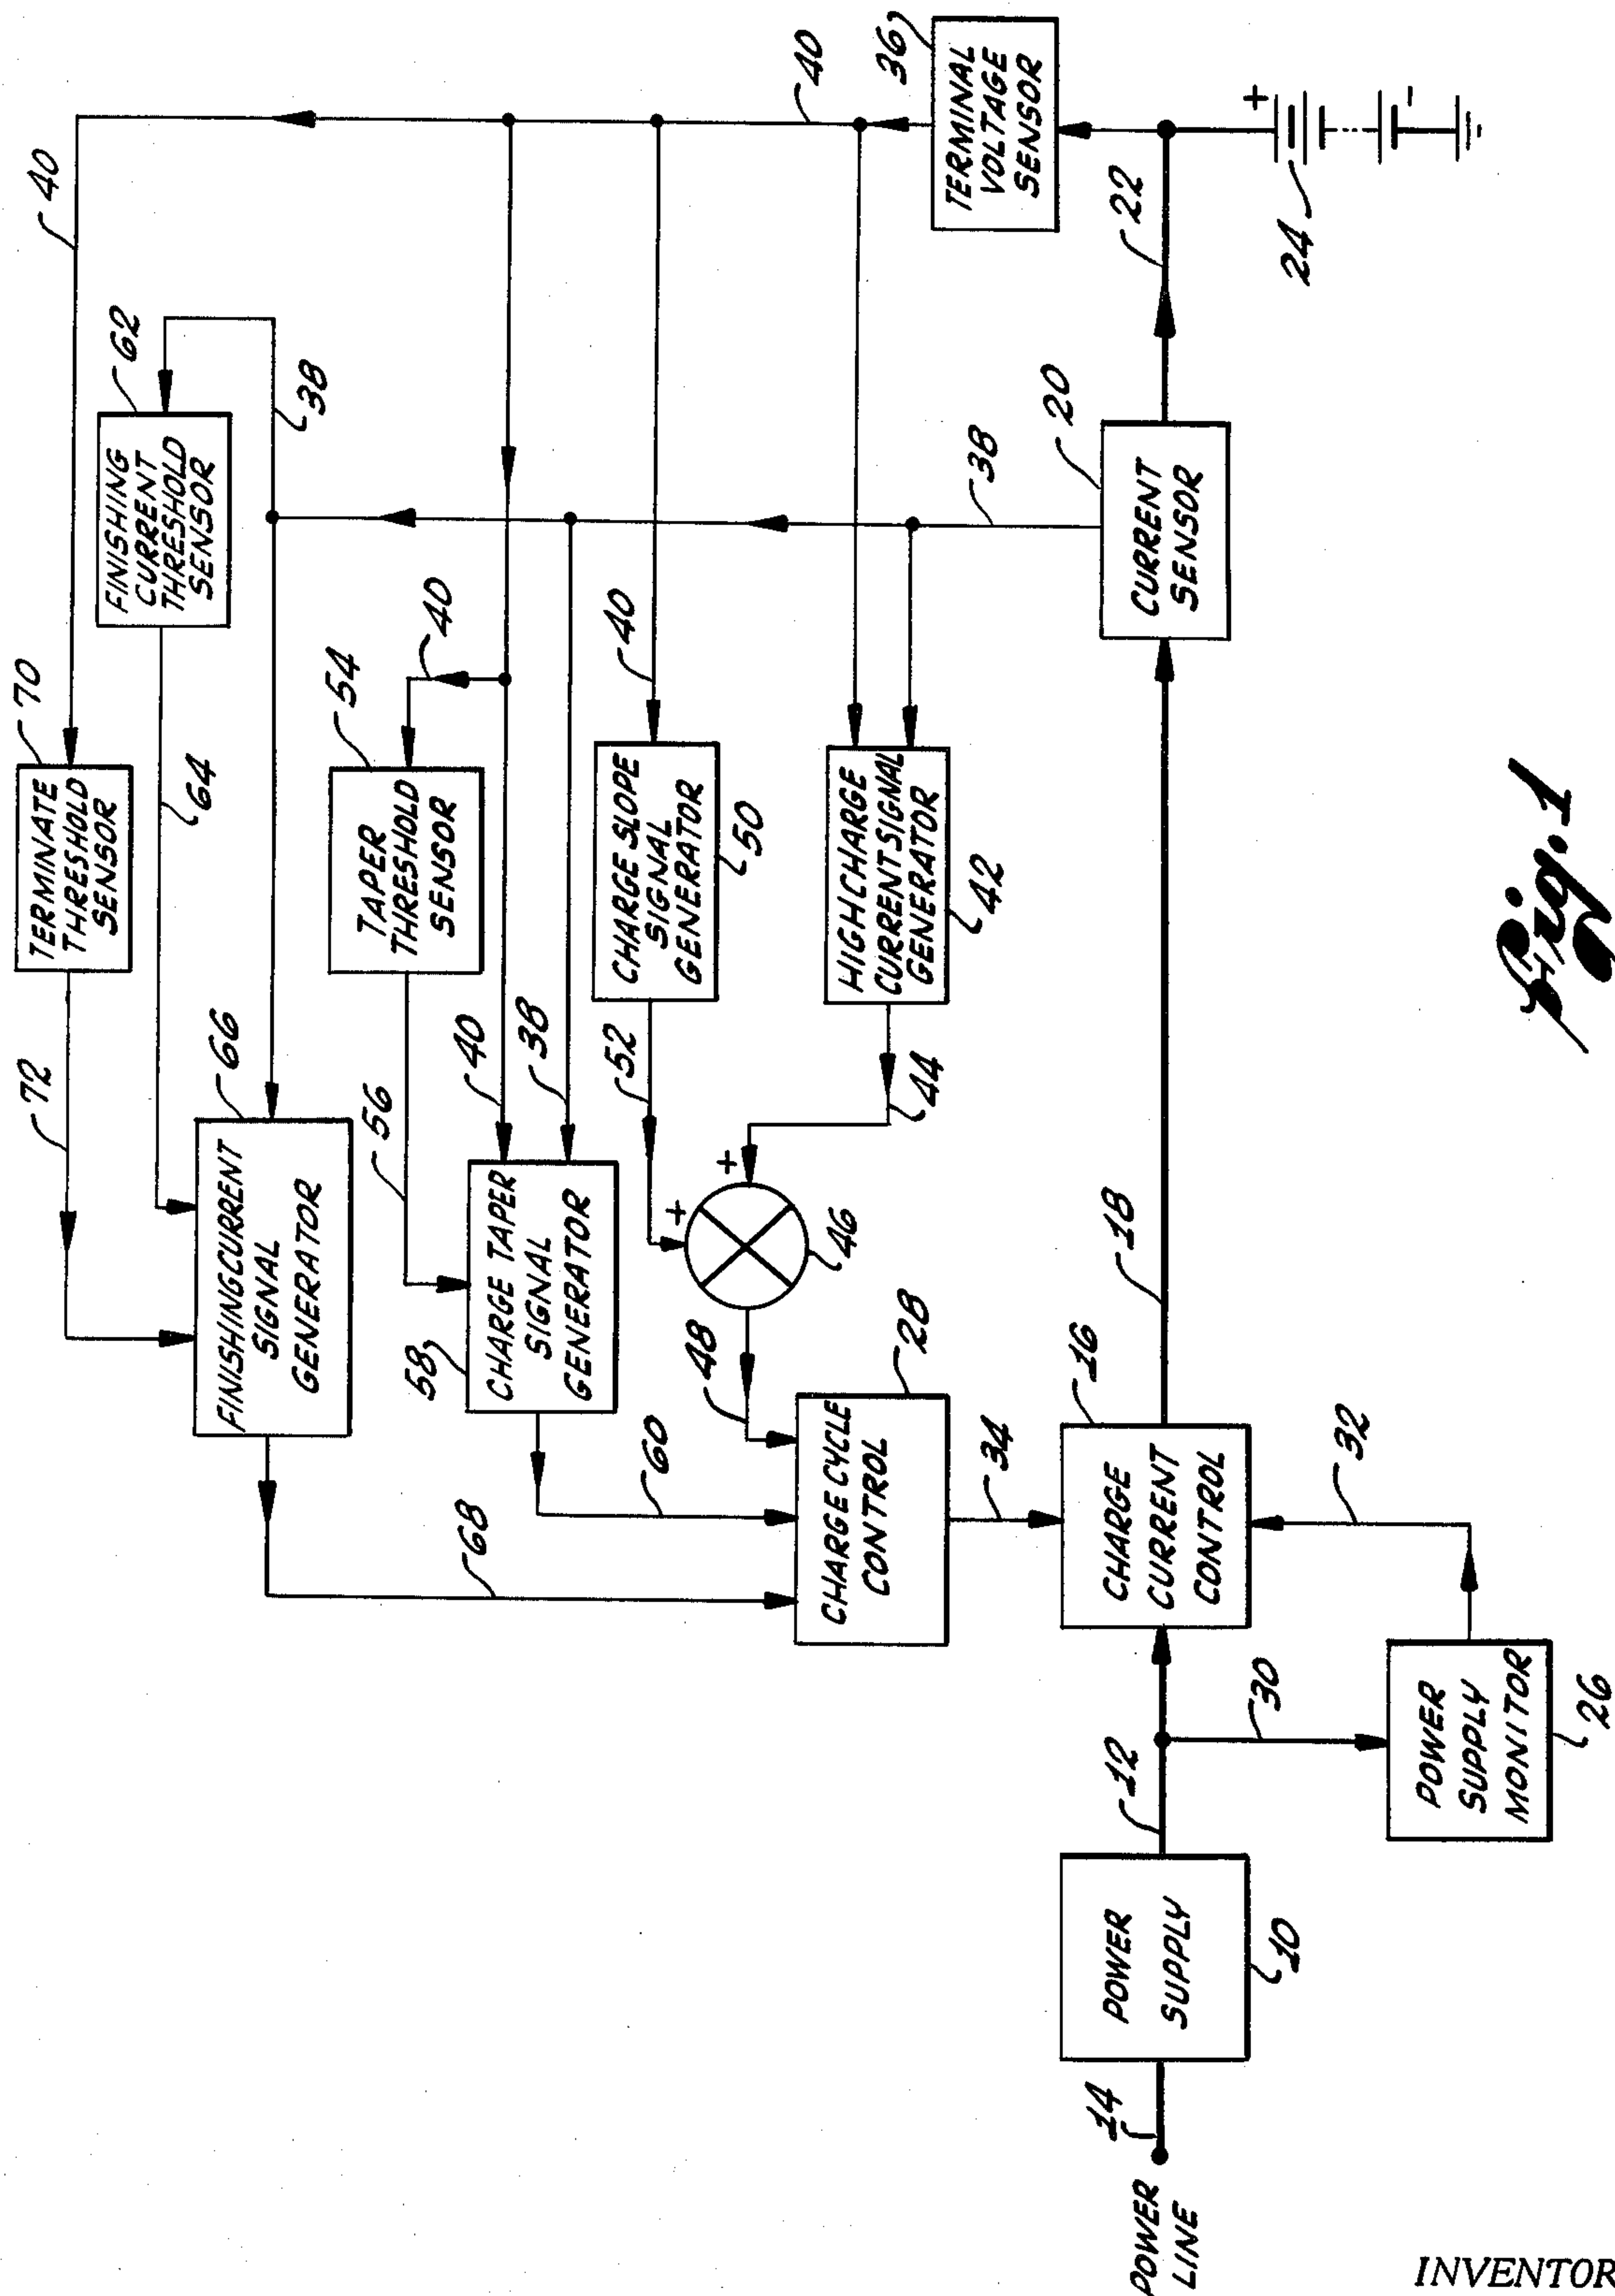 40
70
TERMINATE
THRESHOLD
SENSOR
62
FINISHING
CURRENT
THRESHOLD
SENSOR
72
64
38
66
FINISHING CURRENT
SIGNAL
GENERATOR
54
TAPER
THRESHOLD
SENSOR
40
56
40
38
58
CHARGE TAPER
SIGNAL
GENERATOR
68
60
40
CHARGE SLOPE
SIGNAL
GENERATOR
50
52
+
+
46
48
HIGH CHARGE
CURRENT SIGNAL
GENERATOR
42
44
40
36
TERMINAL
VOLTAGE
SENSOR
28
CHARGE CYCLE
CONTROL
34
38
20
CURRENT
SENSOR
22
POWER
LINE
14
POWER
SUPPLY
10
12
16
CHARGE
CURRENT
CONTROL
18
30
32
POWER
SUPPLY
MONITOR
26
24
+
-
Fig. 1
INVENTOR